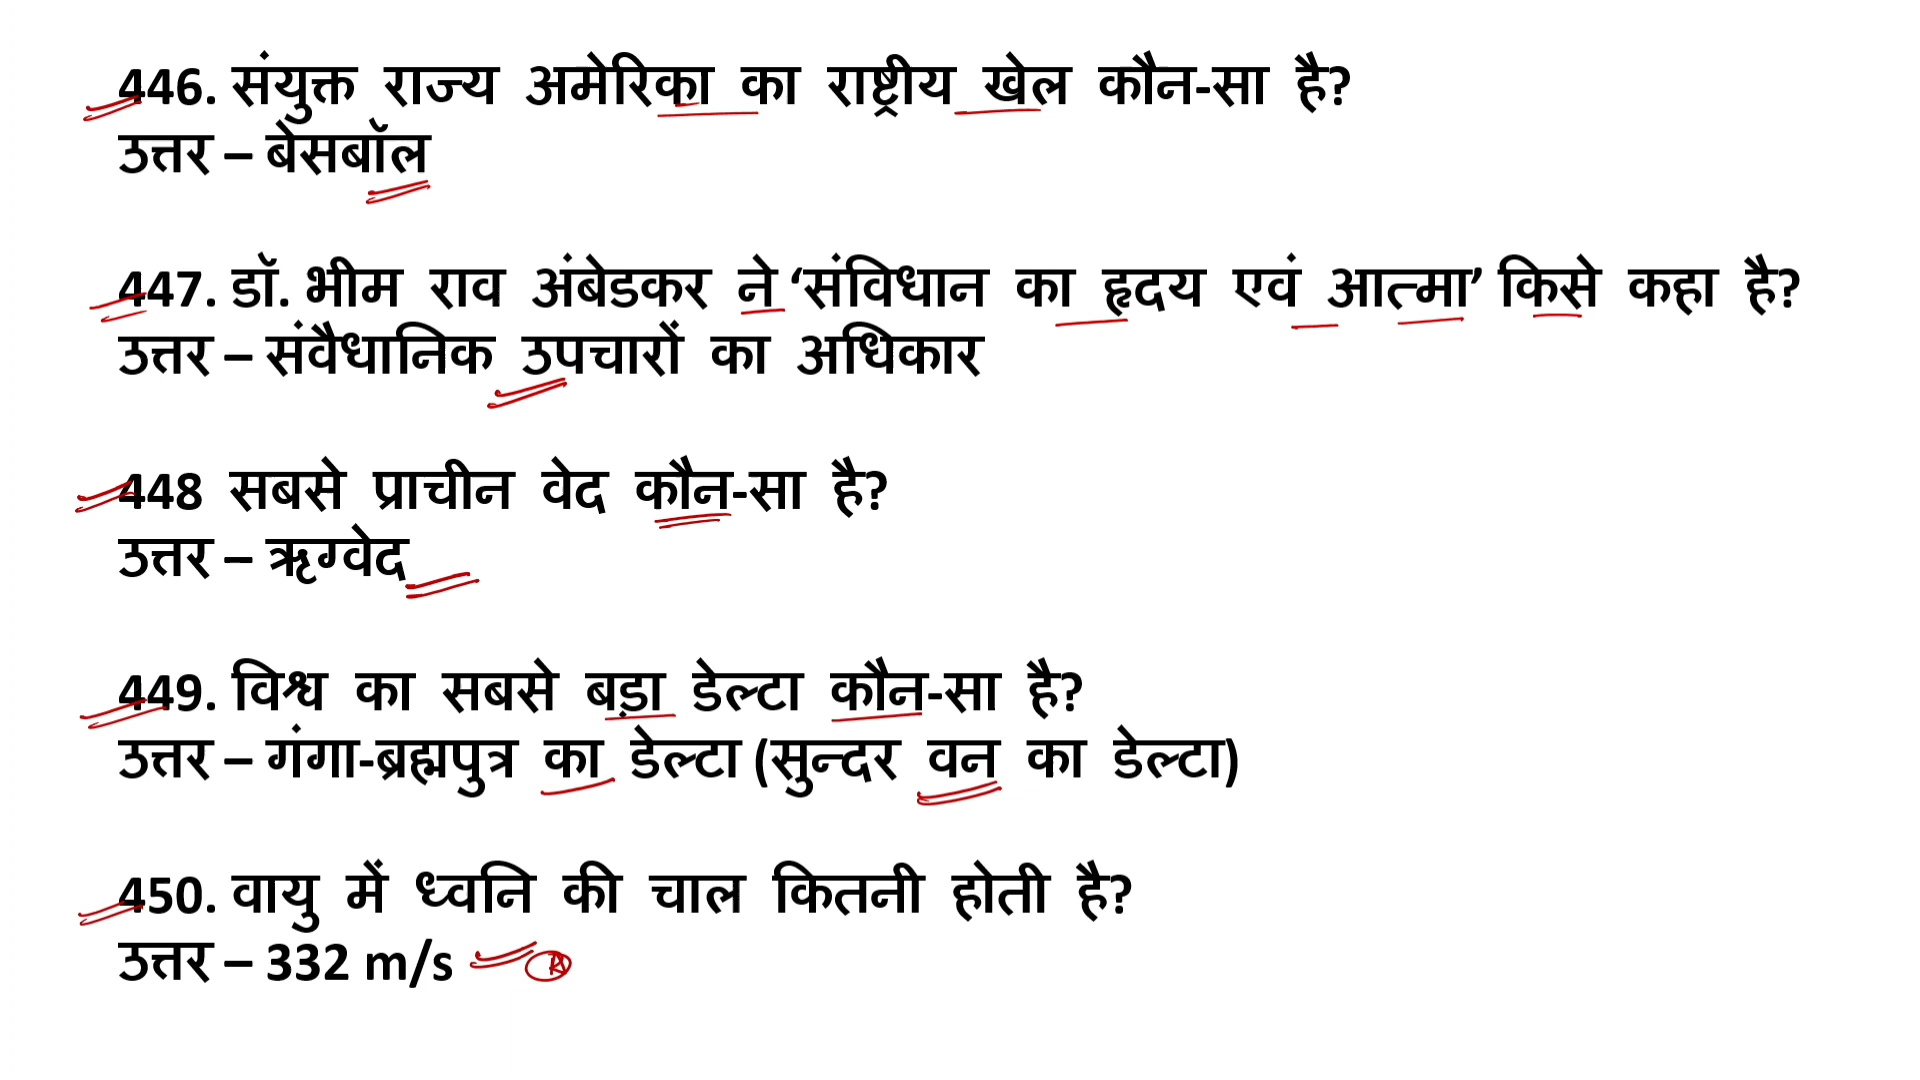 446. संयुक्त राज्य अमेरिका का राष्ट्रीय खेल कौन-सा है?
उत्तर – बेसबॉल
447. डॉ. भीम राव अंबेडकर ने ‘संविधान का हृदय एवं आत्मा’ किसे कहा है?
उत्तर – संवैधानिक उपचारों का अधिकार
448 सबसे प्राचीन वेद कौन-सा है?
उत्तर – ऋग्वेद
449. विश्व का सबसे बड़ा डेल्टा कौन-सा है?
उत्तर – गंगा-ब्रह्मपुत्र का डेल्टा (सुन्दर वन का डेल्टा)
450. वायु में ध्वनि की चाल कितनी होती है?
उत्तर – 332 m/s